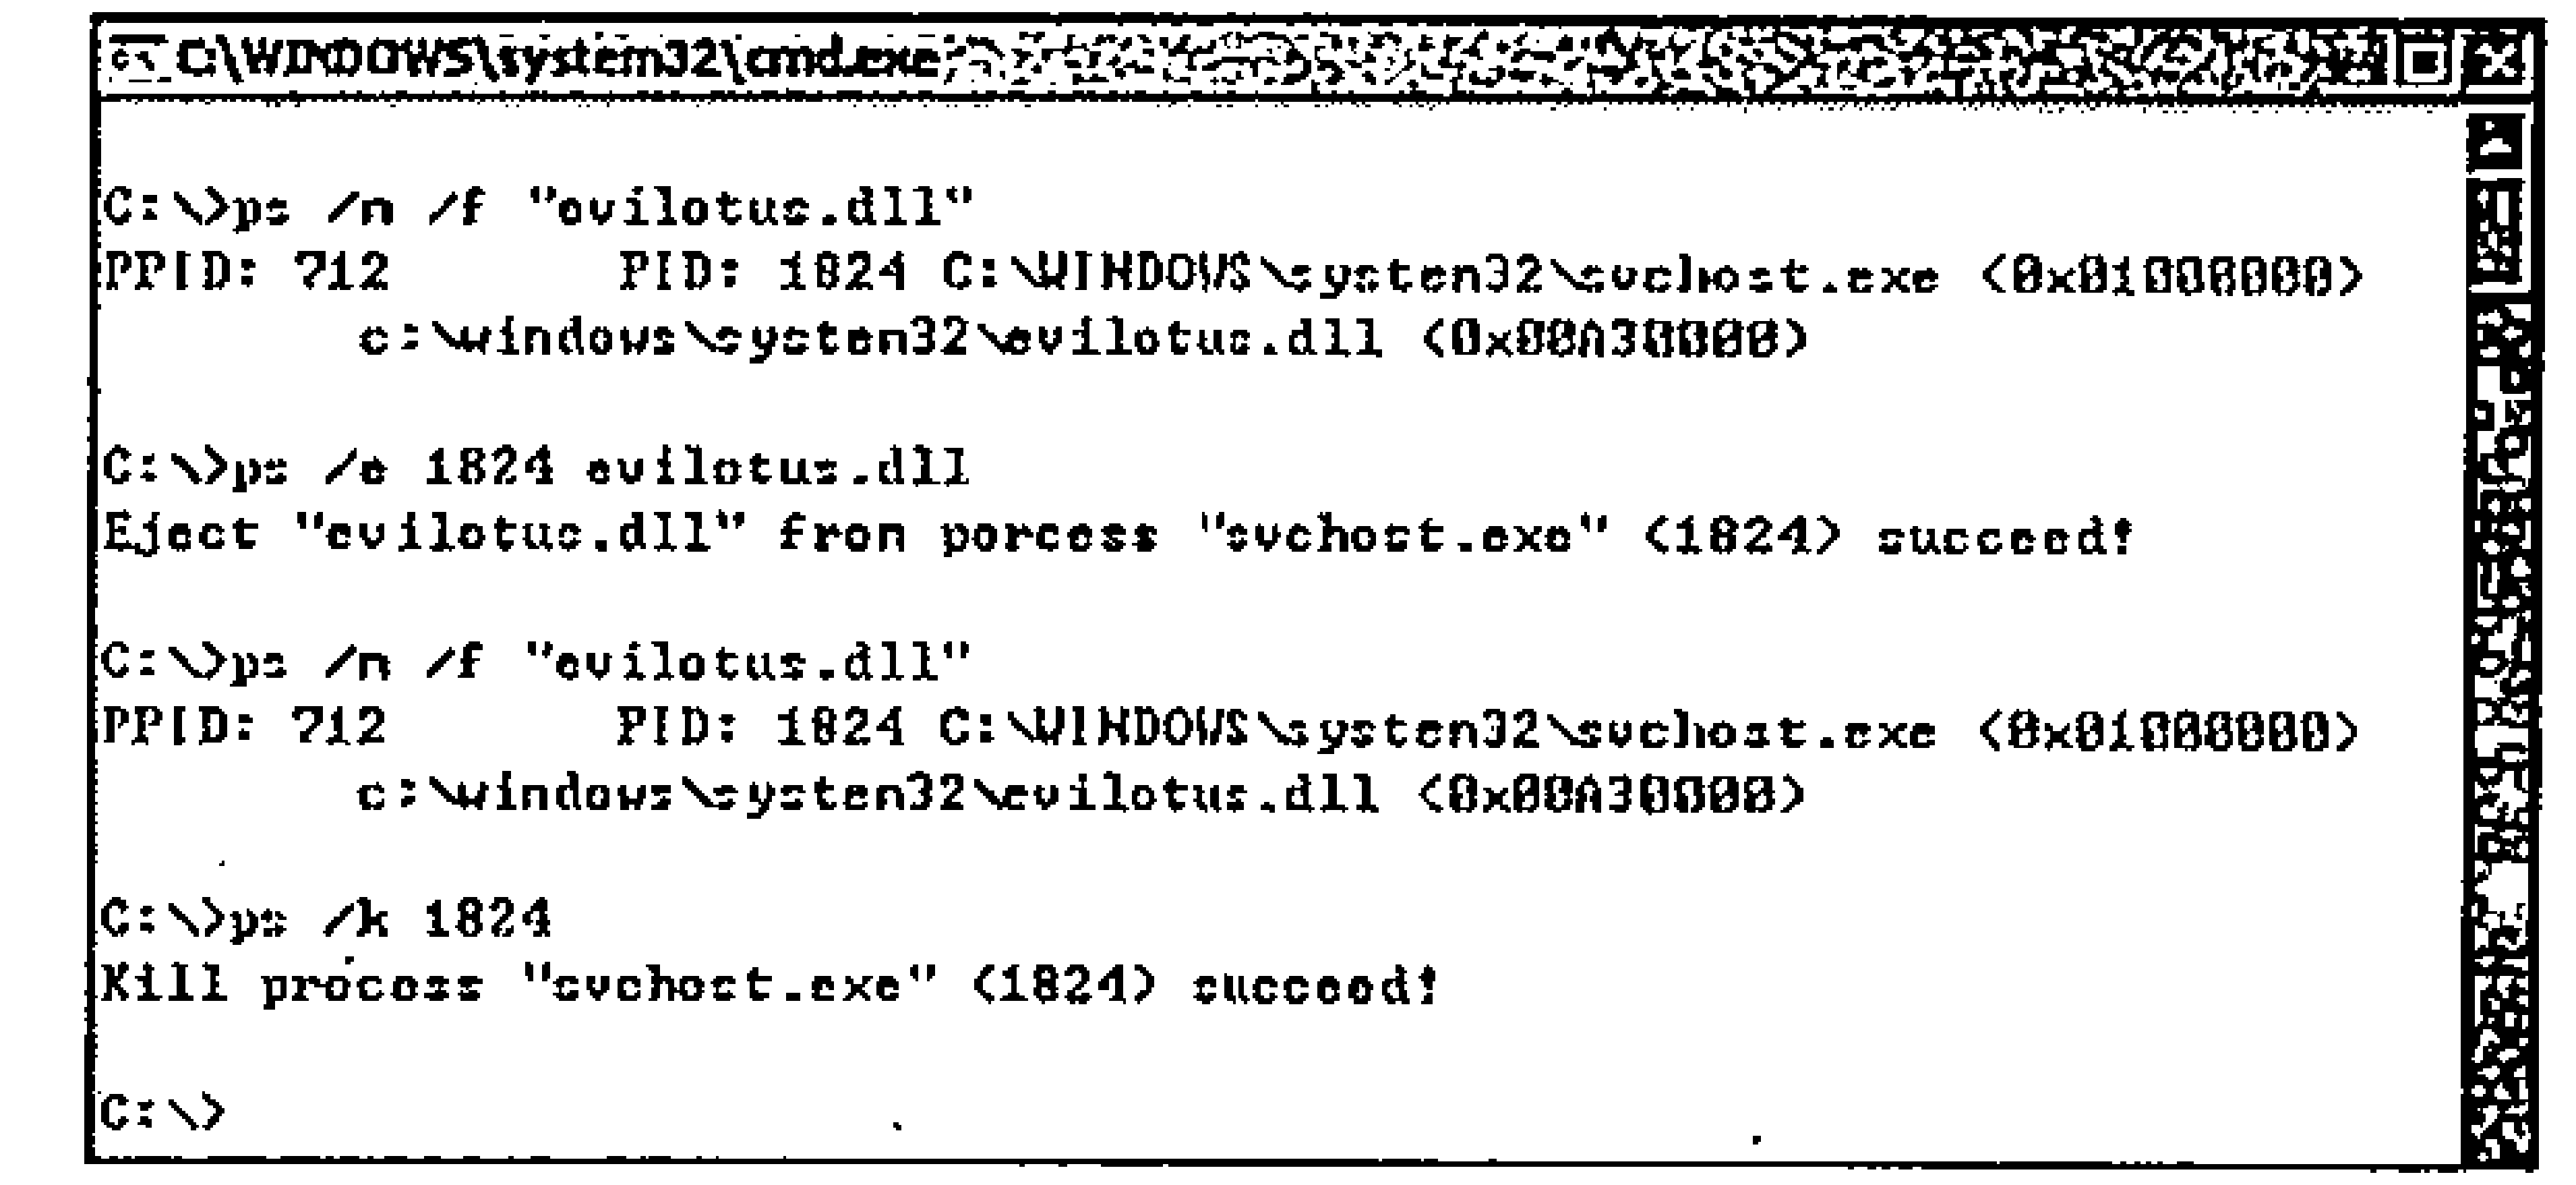 C:\WINDOWS\system32\cmd.exe
C:\>ps /m /f "evilotus.dll"
PPID: 712 PID: 1824 C:\WINDOWS\system32\svchost.exe <0x01000000>
c:\windows\system32\evilotus.dll <0x00A30000>
C:\>ps /e 1824 evilotus.dll
Eject "evilotus.dll" from porcess "svchost.exe" <1824> succeed!
C:\>ps /m /f "evilotus.dll"
PPID: 712 PID: 1824 C:\WINDOWS\system32\svchost.exe <0x01000000>
c:\windows\system32\evilotus.dll <0x00A30000>
C:\>ps /k 1824
Kill process "svchost.exe" <1824> succeed!
C:\>